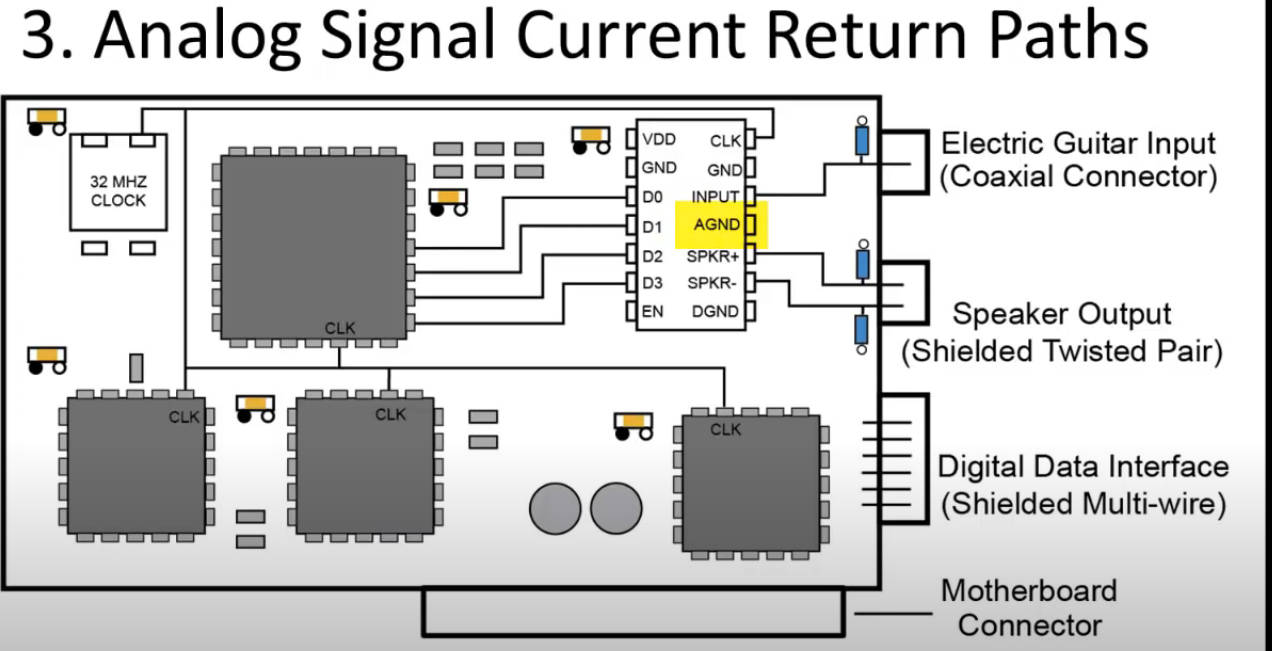 3. Analog Signal Current Return Paths
32 MHZ
CLOCK
CLK
VDD
GND
D0
D1
D2
D3
EN
CLK
GND
INPUT
AGND
SPKR+
SPKR-
DGND
Electric Guitar Input
(Coaxial Connector)
Speaker Output
(Shielded Twisted Pair)
CLK
CLK
CLK
Digital Data Interface
(Shielded Multi-wire)
Motherboard
Connector